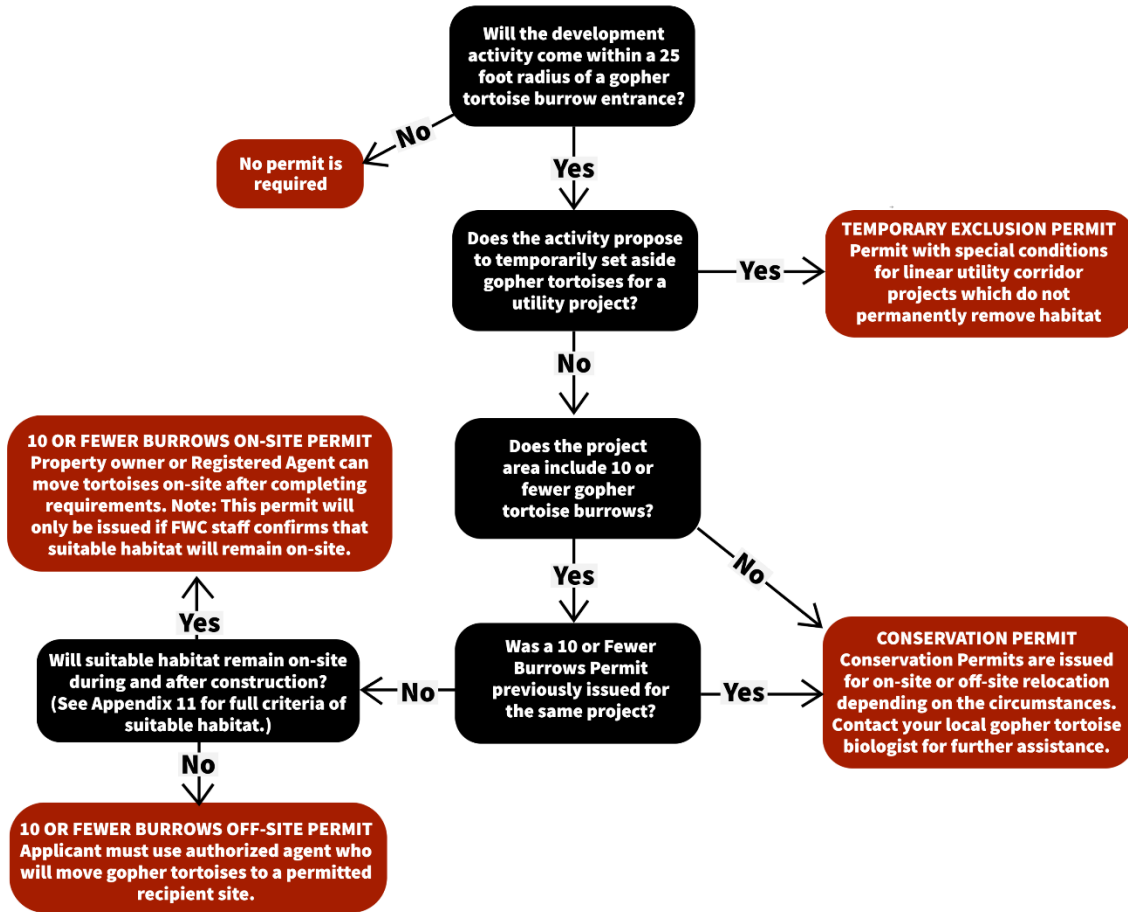 Will the development
activity come within a 25
foot radius of a gopher
tortoise burrow entrance?
No
Yes
No permit is
required
Does the activity propose
to temporarily set aside
gopher tortoises for a
utility project?
Yes
TEMPORARY EXCLUSION PERMIT
Permit with special conditions
for linear utility corridor
projects which do not
permanently remove habitat
No
Does the project
area include 10 or
fewer gopher
tortoise burrows?
Yes
No
10 OR FEWER BURROWS ON-SITE PERMIT
Property owner or Registered Agent can
move tortoises on-site after completing
requirements. Note: This permit will
only be issued if FWC staff confirms that
suitable habitat will remain on-site.
Yes
Will suitable habitat remain on-site
during and after construction?
(See Appendix 11 for full criteria of
suitable habitat.)
No
Was a 10 or Fewer
Burrows Permit
previously issued for
the same project?
Yes
CONSERVATION PERMIT
Conservation Permits are issued
for on-site or off-site relocation
depending on the circumstances.
Contact your local gopher tortoise
biologist for further assistance.
No
10 OR FEWER BURROWS OFF-SITE PERMIT
Applicant must use authorized agent who
will move gopher tortoises to a permitted
recipient site.